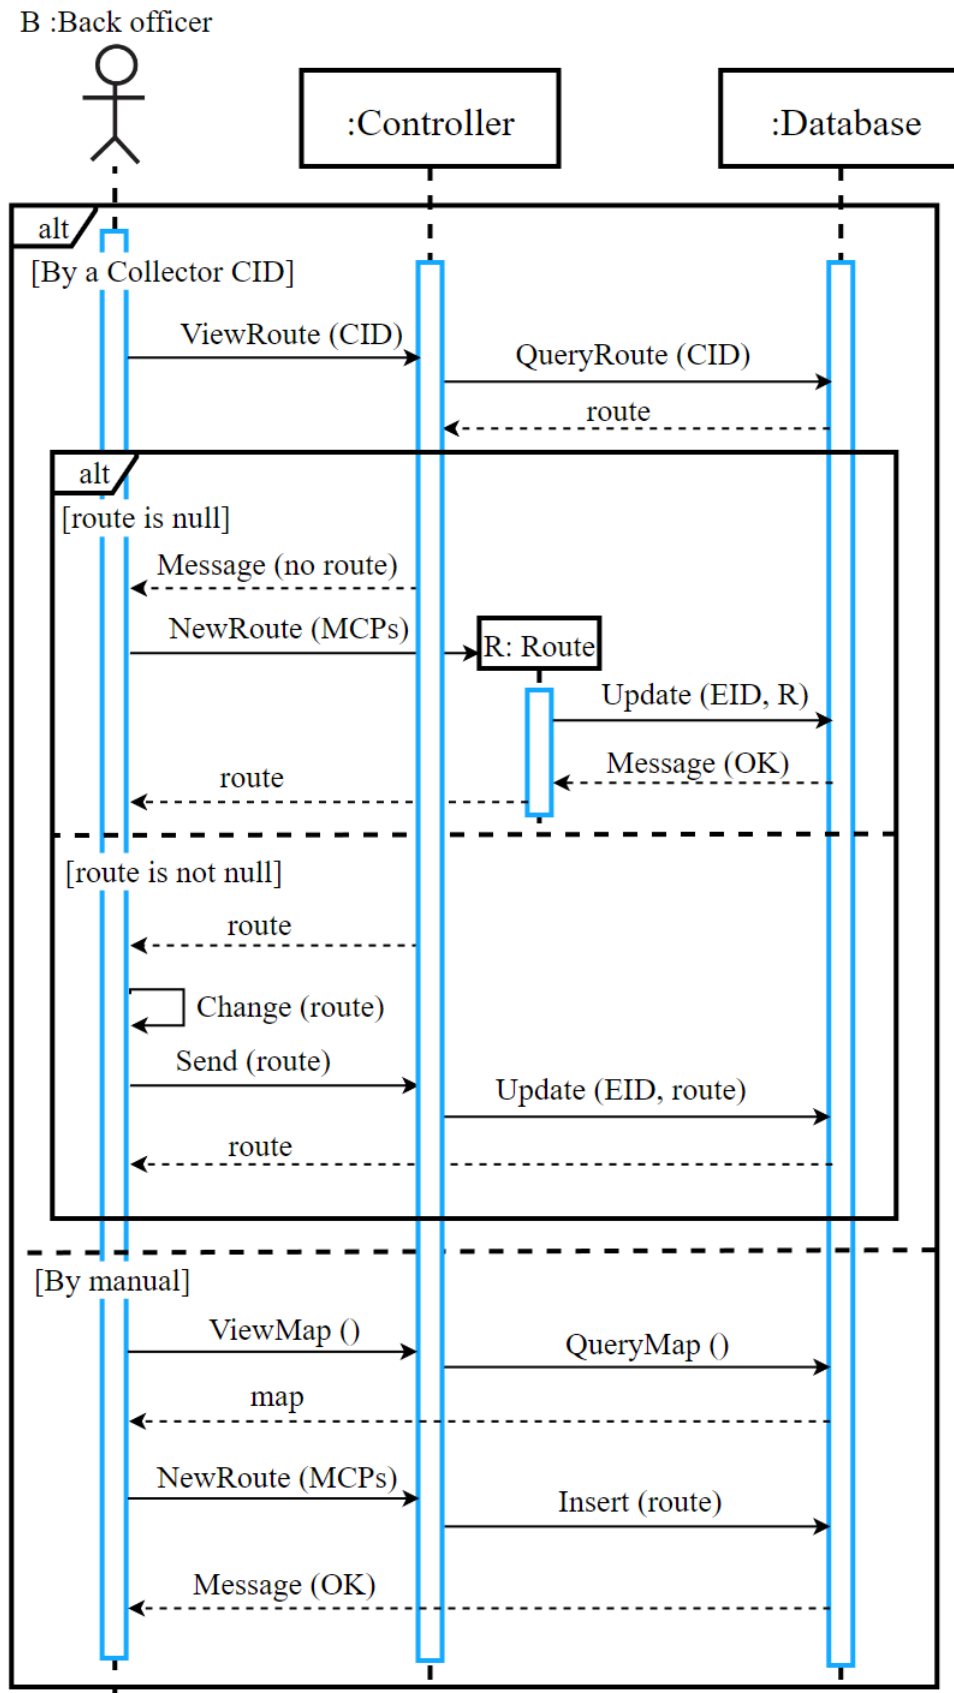 B :Back officer
:Controller
:Database
alt
[By a Collector CID]
ViewRoute (CID)
QueryRoute (CID)
route
alt
[route is null]
Message (no route)
NewRoute (MCPs)
R: Route
Update (EID, R)
Message (OK)
route
[route is not null]
route
Change (route)
Send (route)
Update (EID, route)
route
[By manual]
ViewMap ()
QueryMap ()
map
NewRoute (MCPs)
Insert (route)
Message (OK)